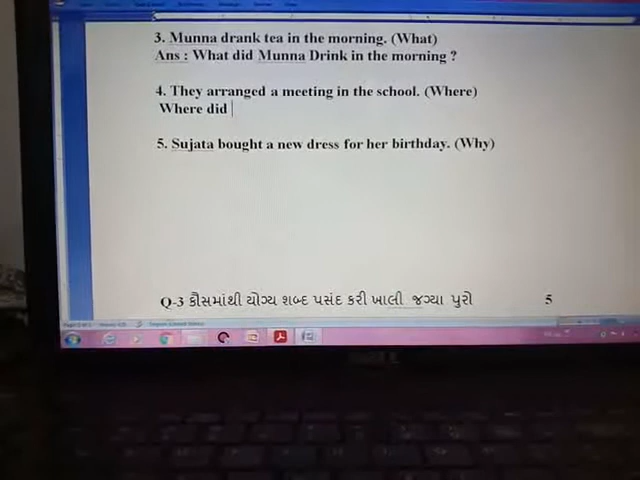 3. Munna drank tea in the morning. (What)
Ans : What did Munna Drink in the morning ?
4. They arranged a meeting in the school. (Where)
Where did
5. Sujata bought a new dress for her birthday. (Why)
Q-3 કૌસમાંથી યોગ્ય શબ્દ પસંદ કરી ખાલી જગ્યા પુરો 5